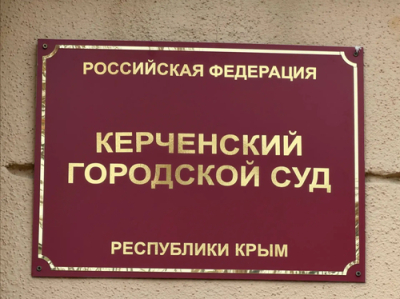 РОССИЙСКАЯ ФЕДЕРАЦИЯ
КЕРЧЕНСКИЙ
ГОРОДСКОЙ СУД
РЕСПУБЛИКИ КРЫМ